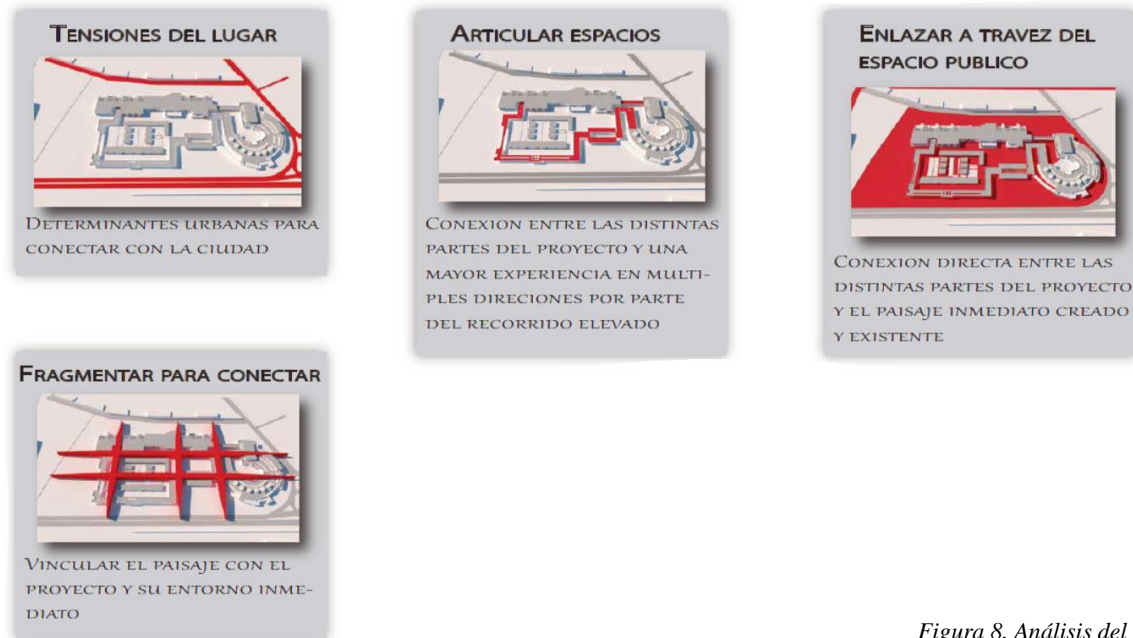 TENSIONES DEL LUGAR
DETERMINANTES URBANAS PARA
CONECTAR CON LA CIUDAD
ARTICULAR ESPACIOS
CONEXION ENTRE LAS DISTINTAS
PARTES DEL PROYECTO Y UNA
MAYOR EXPERIENCIA EN MULTI-
PLES DIRECIONES POR PARTE
DEL RECORRIDO ELEVADO
ENLAZAR A TRAVEZ DEL
ESPACIO PUBLICO
CONEXION DIRECTA ENTRE LAS
DISTINTAS PARTES DEL PROYECTO
Y EL PAISAJE INMEDIATO CREADO
Y EXISTENTE
FRAGMENTAR PARA CONECTAR
VINCULAR EL PAISAJE CON EL
PROYECTO Y SU ENTORNO INME-
DIATO
Figura 8. Análisis del